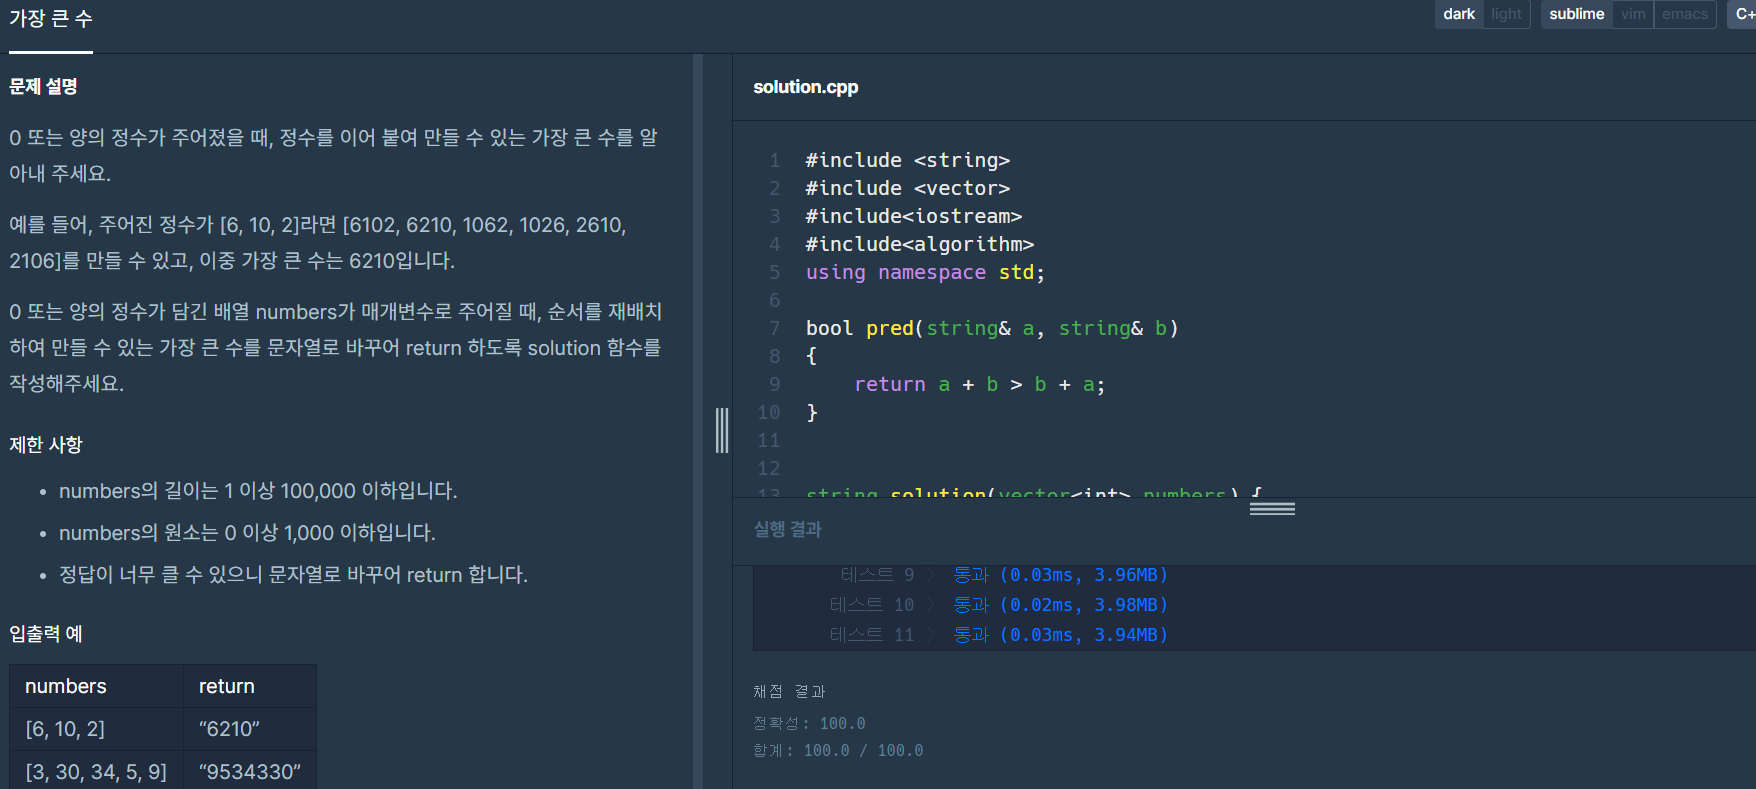 가장 큰 수
dark light sublime vim emacs C+
문제 설명
0 또는 양의 정수가 주어졌을 때, 정수를 이어 붙여 만들 수 있는 가장 큰 수를 알
아내 주세요.
예를 들어, 주어진 정수가 [6, 10, 2]라면 [6102, 6210, 1062, 1026, 2610,
2106]를 만들 수 있고, 이중 가장 큰 수는 6210입니다.
0 또는 양의 정수가 담긴 배열 numbers가 매개변수로 주어질 때, 순서를 재배치
하여 만들 수 있는 가장 큰 수를 문자열로 바꾸어 return 하도록 solution 함수를
작성해주세요.
제한 사항
• numbers의 길이는 1 이상 100,000 이하입니다.
• numbers의 원소는 0 이상 1,000 이하입니다.
• 정답이 너무 클 수 있으니 문자열로 바꾸어 return 합니다.
입출력 예
numbers return
[6, 10, 2] “6210”
[3, 30, 34, 5, 9] “9534330”
solution.cpp
1 #include <string>
2 #include <vector>
3 #include<iostream>
4 #include<algorithm>
5 using namespace std;
6
7 bool pred(string& a, string& b)
8 {
9 return a + b > b + a;
10 }
11
12
13 string solution(vector<int> numbers) {
실행 결과
테스트 9 〉 통과 (0.03ms, 3.96MB)
테스트 10 〉 통과 (0.02ms, 3.98MB)
테스트 11 〉 통과 (0.03ms, 3.94MB)
채점 결과
정확성: 100.0
합계: 100.0 / 100.0